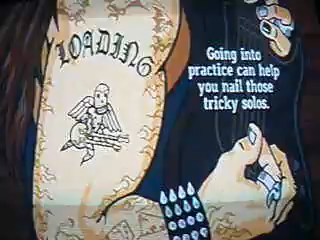 LOADING
Going into
practice can help
you nail those
tricky solos.